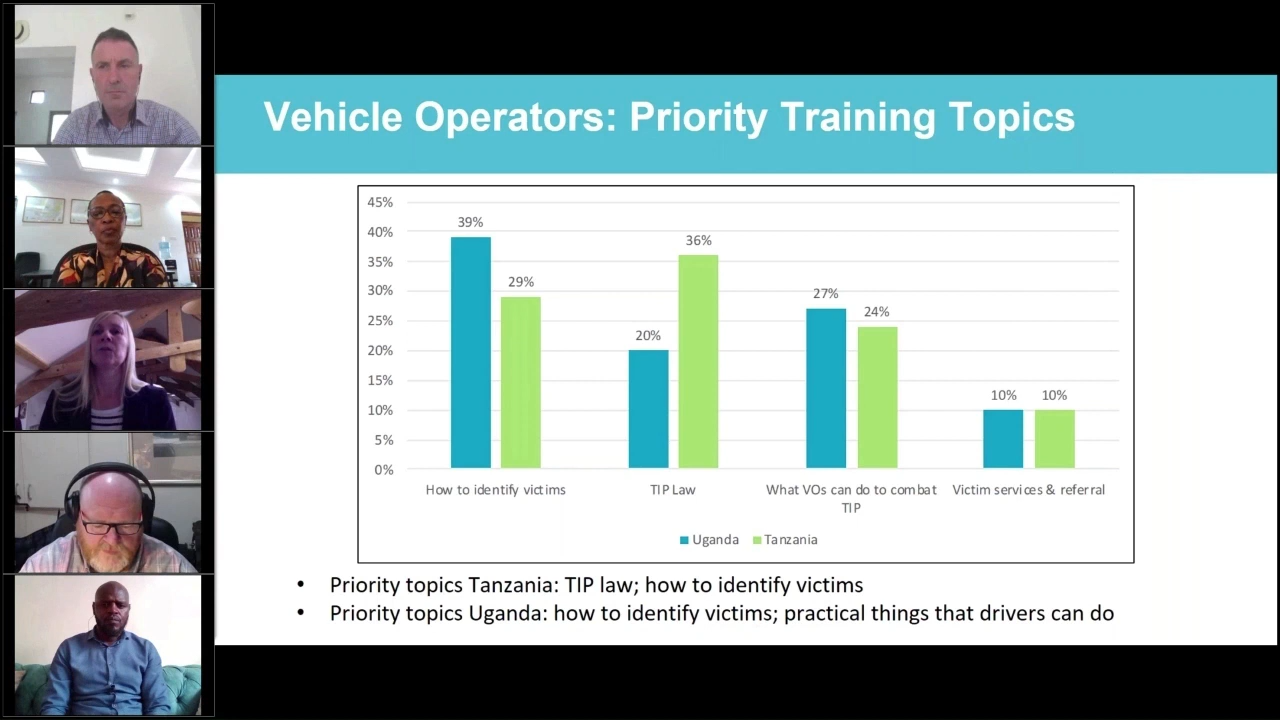 Vehicle Operators: Priority Training Topics
45%
40%
35%
30%
25%
20%
15%
10%
5%
0%
39%
29%
20%
36%
27%
24%
10%
10%
How to identify victims
TIP Law
What VOs can do to combat
TIP
Victim services & referral
Uganda
Tanzania
• Priority topics Tanzania: TIP law; how to identify victims
• Priority topics Uganda: how to identify victims; practical things that drivers can do